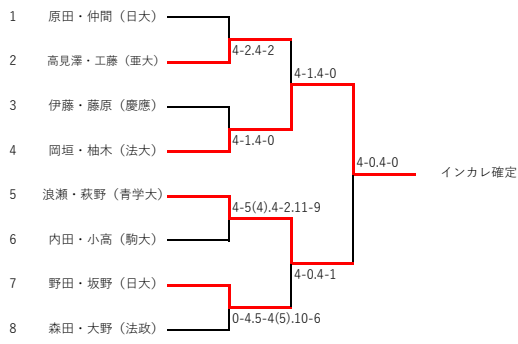 1 原田・仲間（日大）
2 高見澤・工藤（亜大）
4-2.4-2
4-1.4-0
3 伊藤・藤原（慶應）
4 岡垣・柚木（法大）
4-1.4-0
4-0.4-0 インカレ確定
5 浪瀬・萩野（青学大）
4-5(4).4-2.11-9
6 内田・小高（駒大）
4-0.4-1
7 野田・坂野（日大）
0-4.5-4(5).10-6
8 森田・大野（法政）